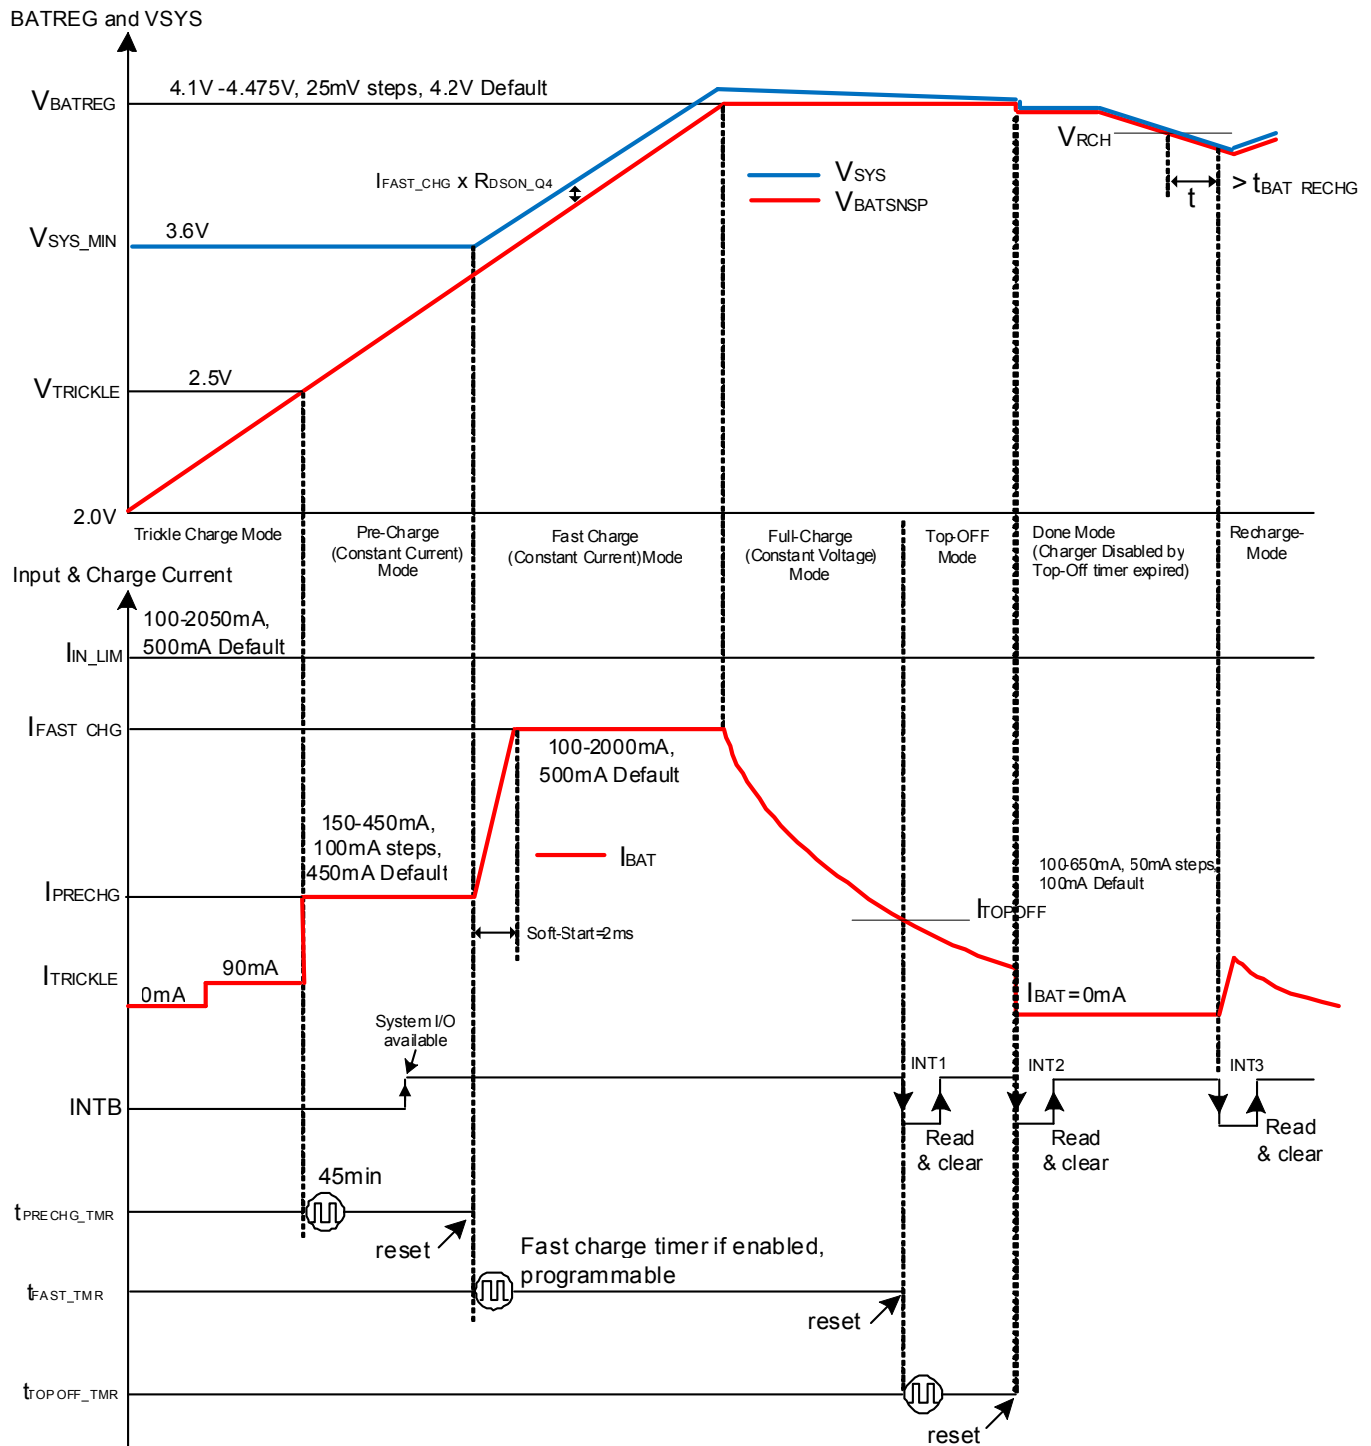 BATREG and VSYS
VBATREG
4.1V -4.475V, 25mV steps, 4.2V Default
VRCH
IFAST_CHG x RDSON_Q4
VSYS
VBATSNSP
t
> tBAT RECHG
VSYS_MIN
3.6V
VTRICKLE
2.5V
2.0V
Trickle Charge Mode
Pre-Charge
(Constant Current)
Mode
Fast Charge
(Constant Current)Mode
Full-Charge
(Constant Voltage)
Mode
Top-OFF
Mode
Done Mode
(Charger Disabled by
Top-Off timer expired)
Recharge-
Mode
Input & Charge Current
100-2050mA,
500mA Default
IIN_LIM
IFAST CHG
100-2000mA,
500mA Default
150-450mA,
100mA steps,
450mA Default
IBAT
100-650mA, 50mA steps,
100mA Default
IPRECHG
ITOPOFF
Soft-Start=2ms
ITRICKLE
0mA
90mA
IBAT=0mA
System I/O
available
INTB
INT1
INT2
INT3
Read
& clear
Read
& clear
Read
& clear
45min
tPRECHG_TMR
reset
Fast charge timer if enabled,
programmable
tFAST_TMR
reset
tTOPOFF_TMR
reset